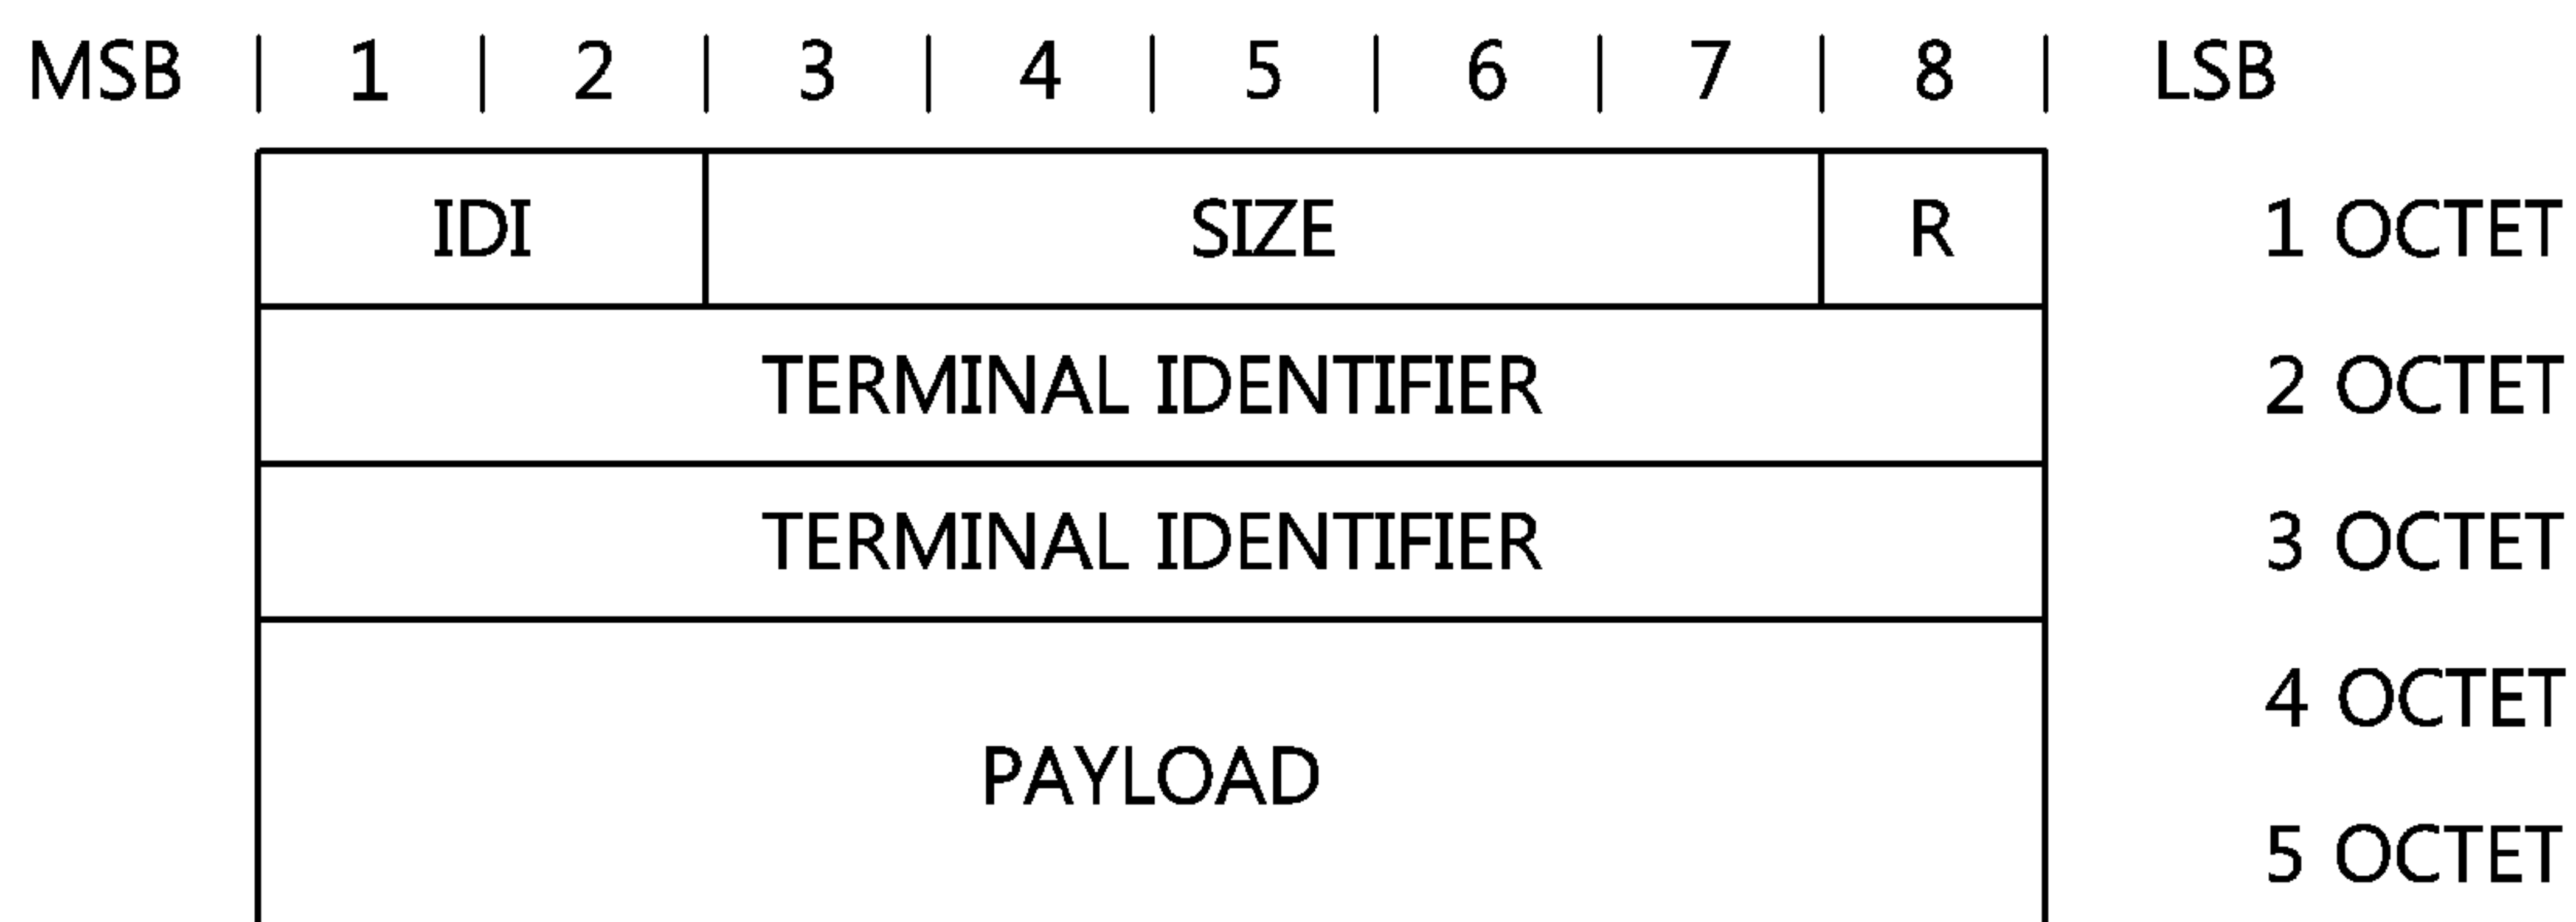 MSB | 1 | 2 | 3 | 4 | 5 | 6 | 7 | 8 | LSB
IDI SIZE R 1 OCTET
TERMINAL IDENTIFIER 2 OCTET
TERMINAL IDENTIFIER 3 OCTET
4 OCTET
PAYLOAD
5 OCTET